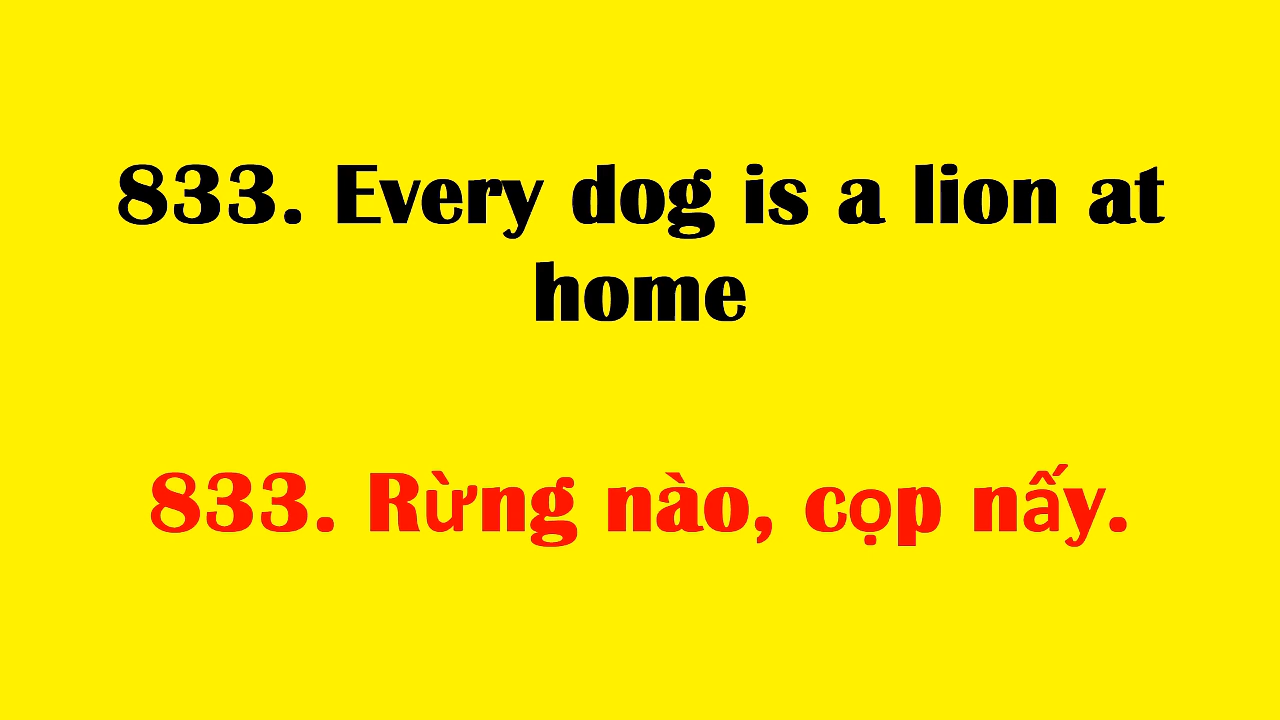 833. Every dog is a lion at
home
833. Rừng nào, cọp nấy.